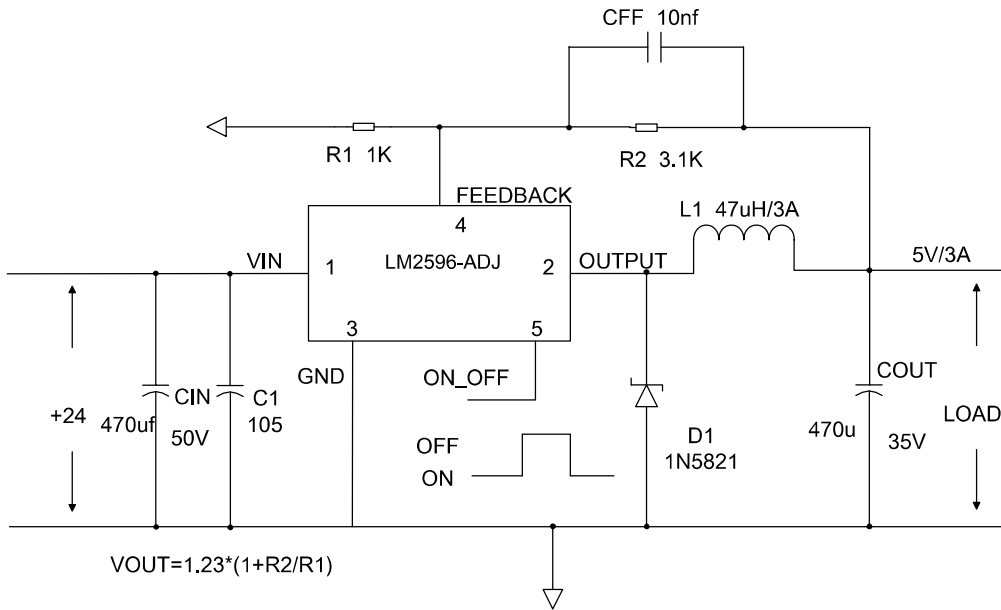 CFF 10nf
R1 1K
R2 3.1K
FEEDBACK
4
L1 47uH/3A
VIN
1
LM2596-ADJ
2
OUTPUT
5V/3A
3
5
GND
ON_OFF
+24
470uf
CIN
50V
C1
105
OFF
ON
D1
1N5821
COUT
470u
35V
LOAD
VOUT=1.23*(1+R2/R1)